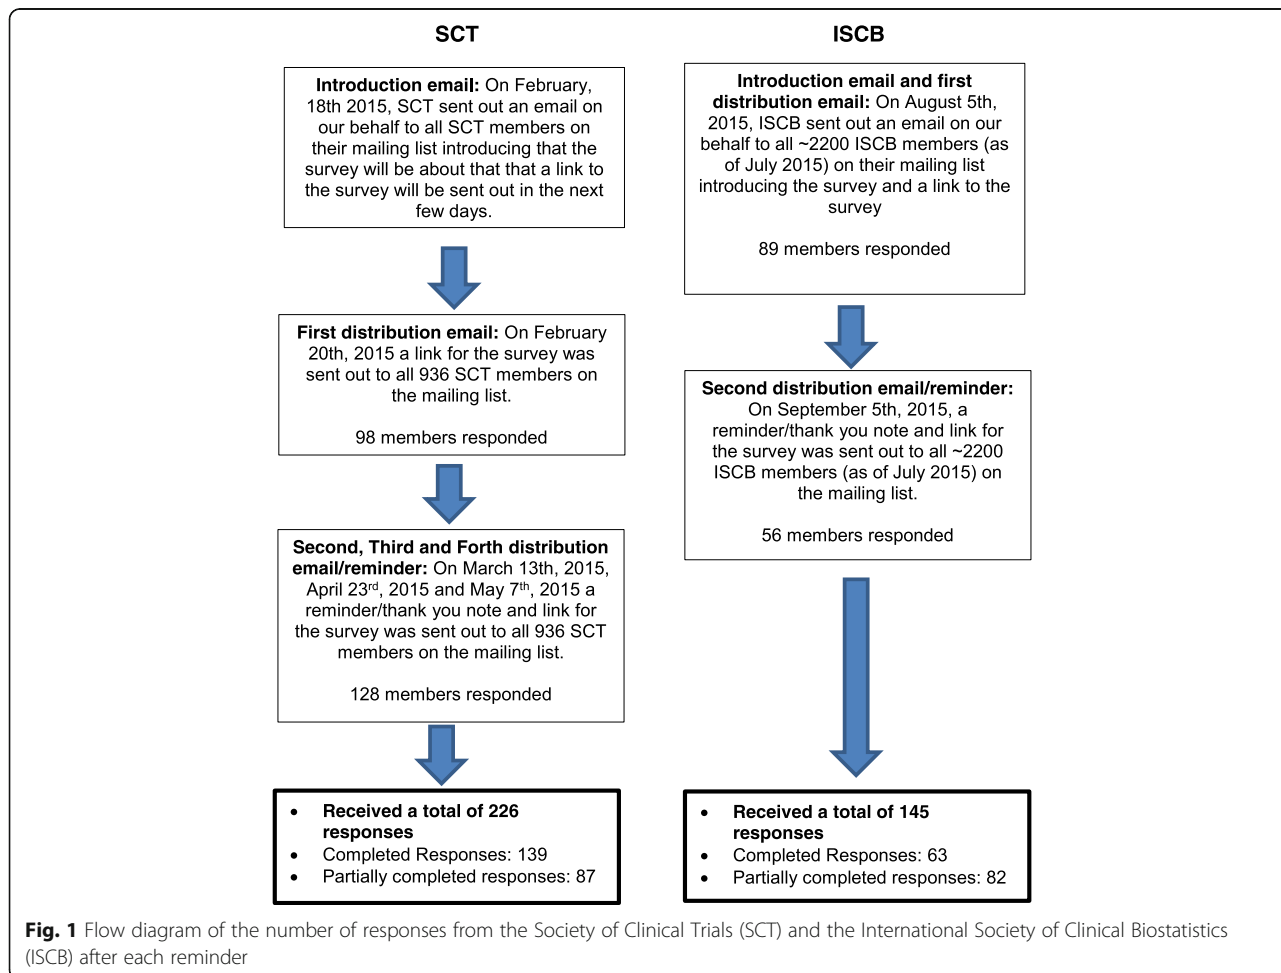 SCT
Introduction email: On February,
18th 2015, SCT sent out an email on
our behalf to all SCT members on
their mailing list introducing that the
survey will be about that that a link to
the survey will be sent out in the next
few days.
First distribution email: On February
20th, 2015 a link for the survey was
sent out to all 936 SCT members on
the mailing list.
98 members responded
Second, Third and Forth distribution
email/reminder: On March 13th, 2015,
April 23rd, 2015 and May 7th, 2015 a
reminder/thank you note and link for
the survey was sent out to all 936 SCT
members on the mailing list.
128 members responded
• Received a total of 226
responses
• Completed Responses: 139
• Partially completed responses: 87
ISCB
Introduction email and first
distribution email: On August 5th,
2015, ISCB sent out an email on our
behalf to all ~2200 ISCB members (as
of July 2015) on their mailing list
introducing the survey and a link to the
survey
89 members responded
Second distribution email/reminder:
On September 5th, 2015, a
reminder/thank you note and link for
the survey was sent out to all ~2200
ISCB members (as of July 2015) on
the mailing list.
56 members responded
• Received a total of 145
responses
• Completed Responses: 63
• Partially completed responses: 82
Fig. 1 Flow diagram of the number of responses from the Society of Clinical Trials (SCT) and the International Society of Clinical Biostatistics
(ISCB) after each reminder